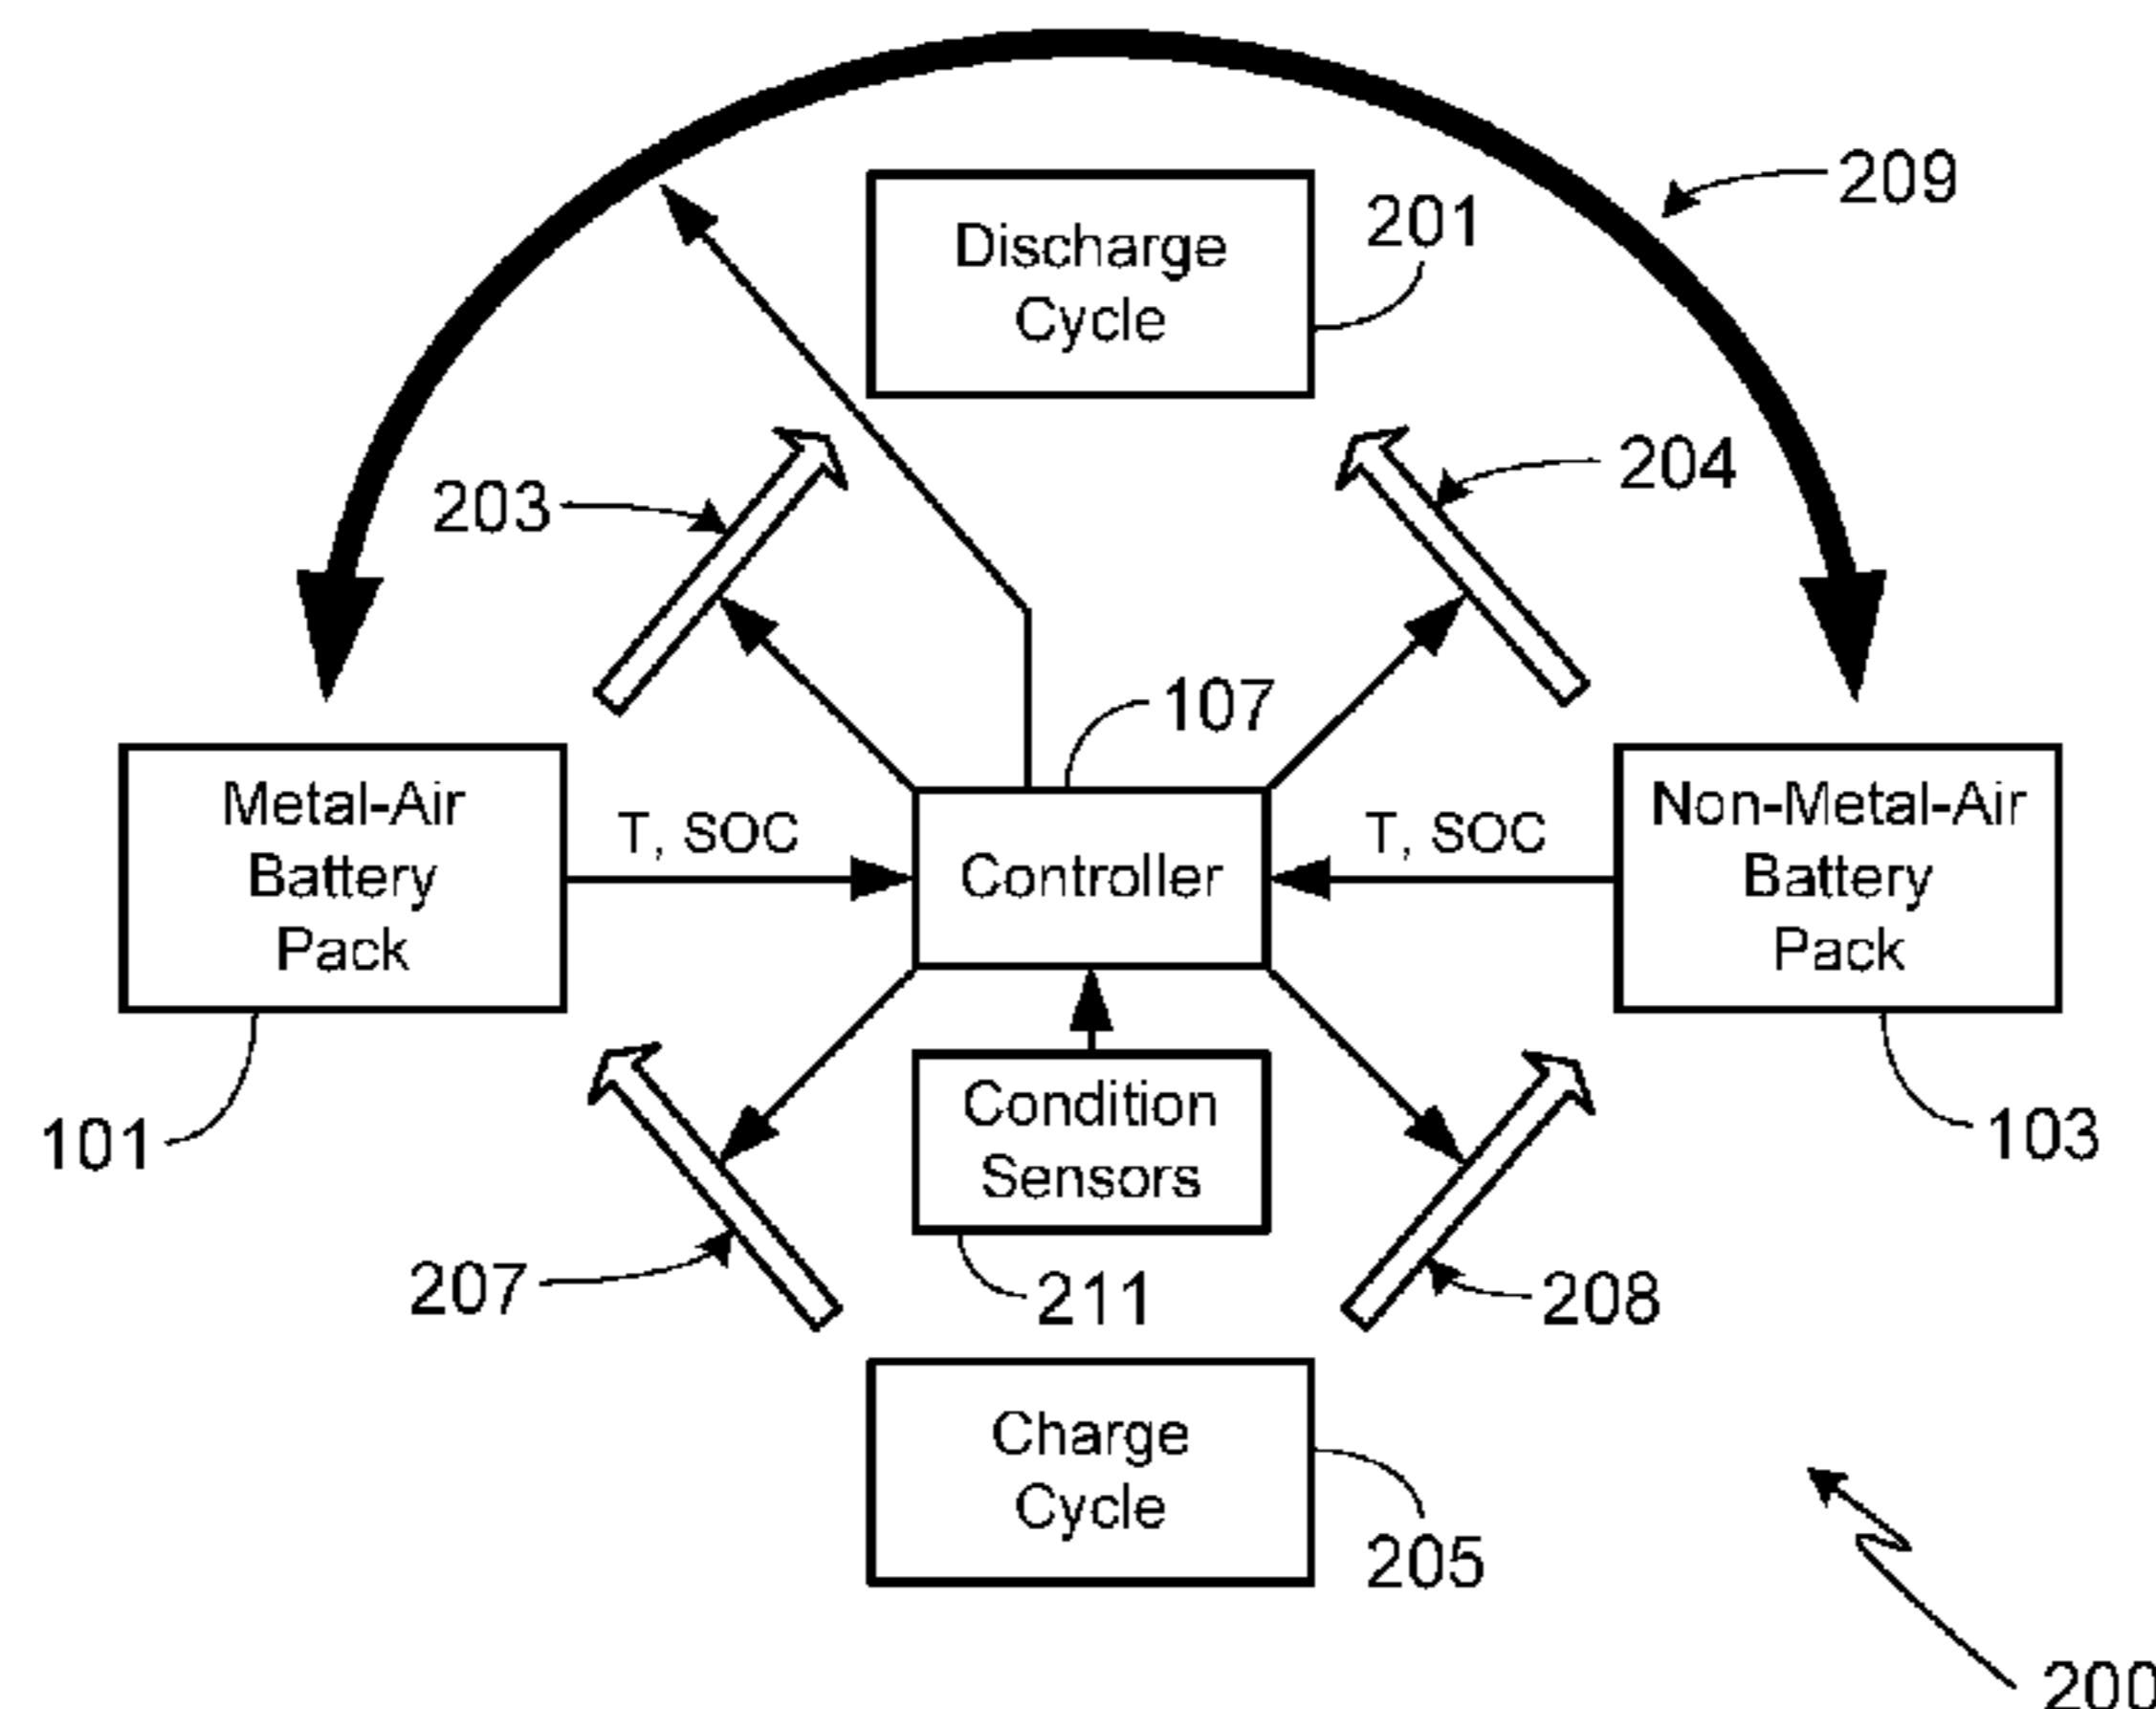 209
201
Discharge
Cycle
204
203
107
Metal-Air
Battery
Pack
T, SOC
Controller
T, SOC
Non-Metal-Air
Battery
Pack
Condition
Sensors
101
103
207
211
208
Charge
Cycle
205
200